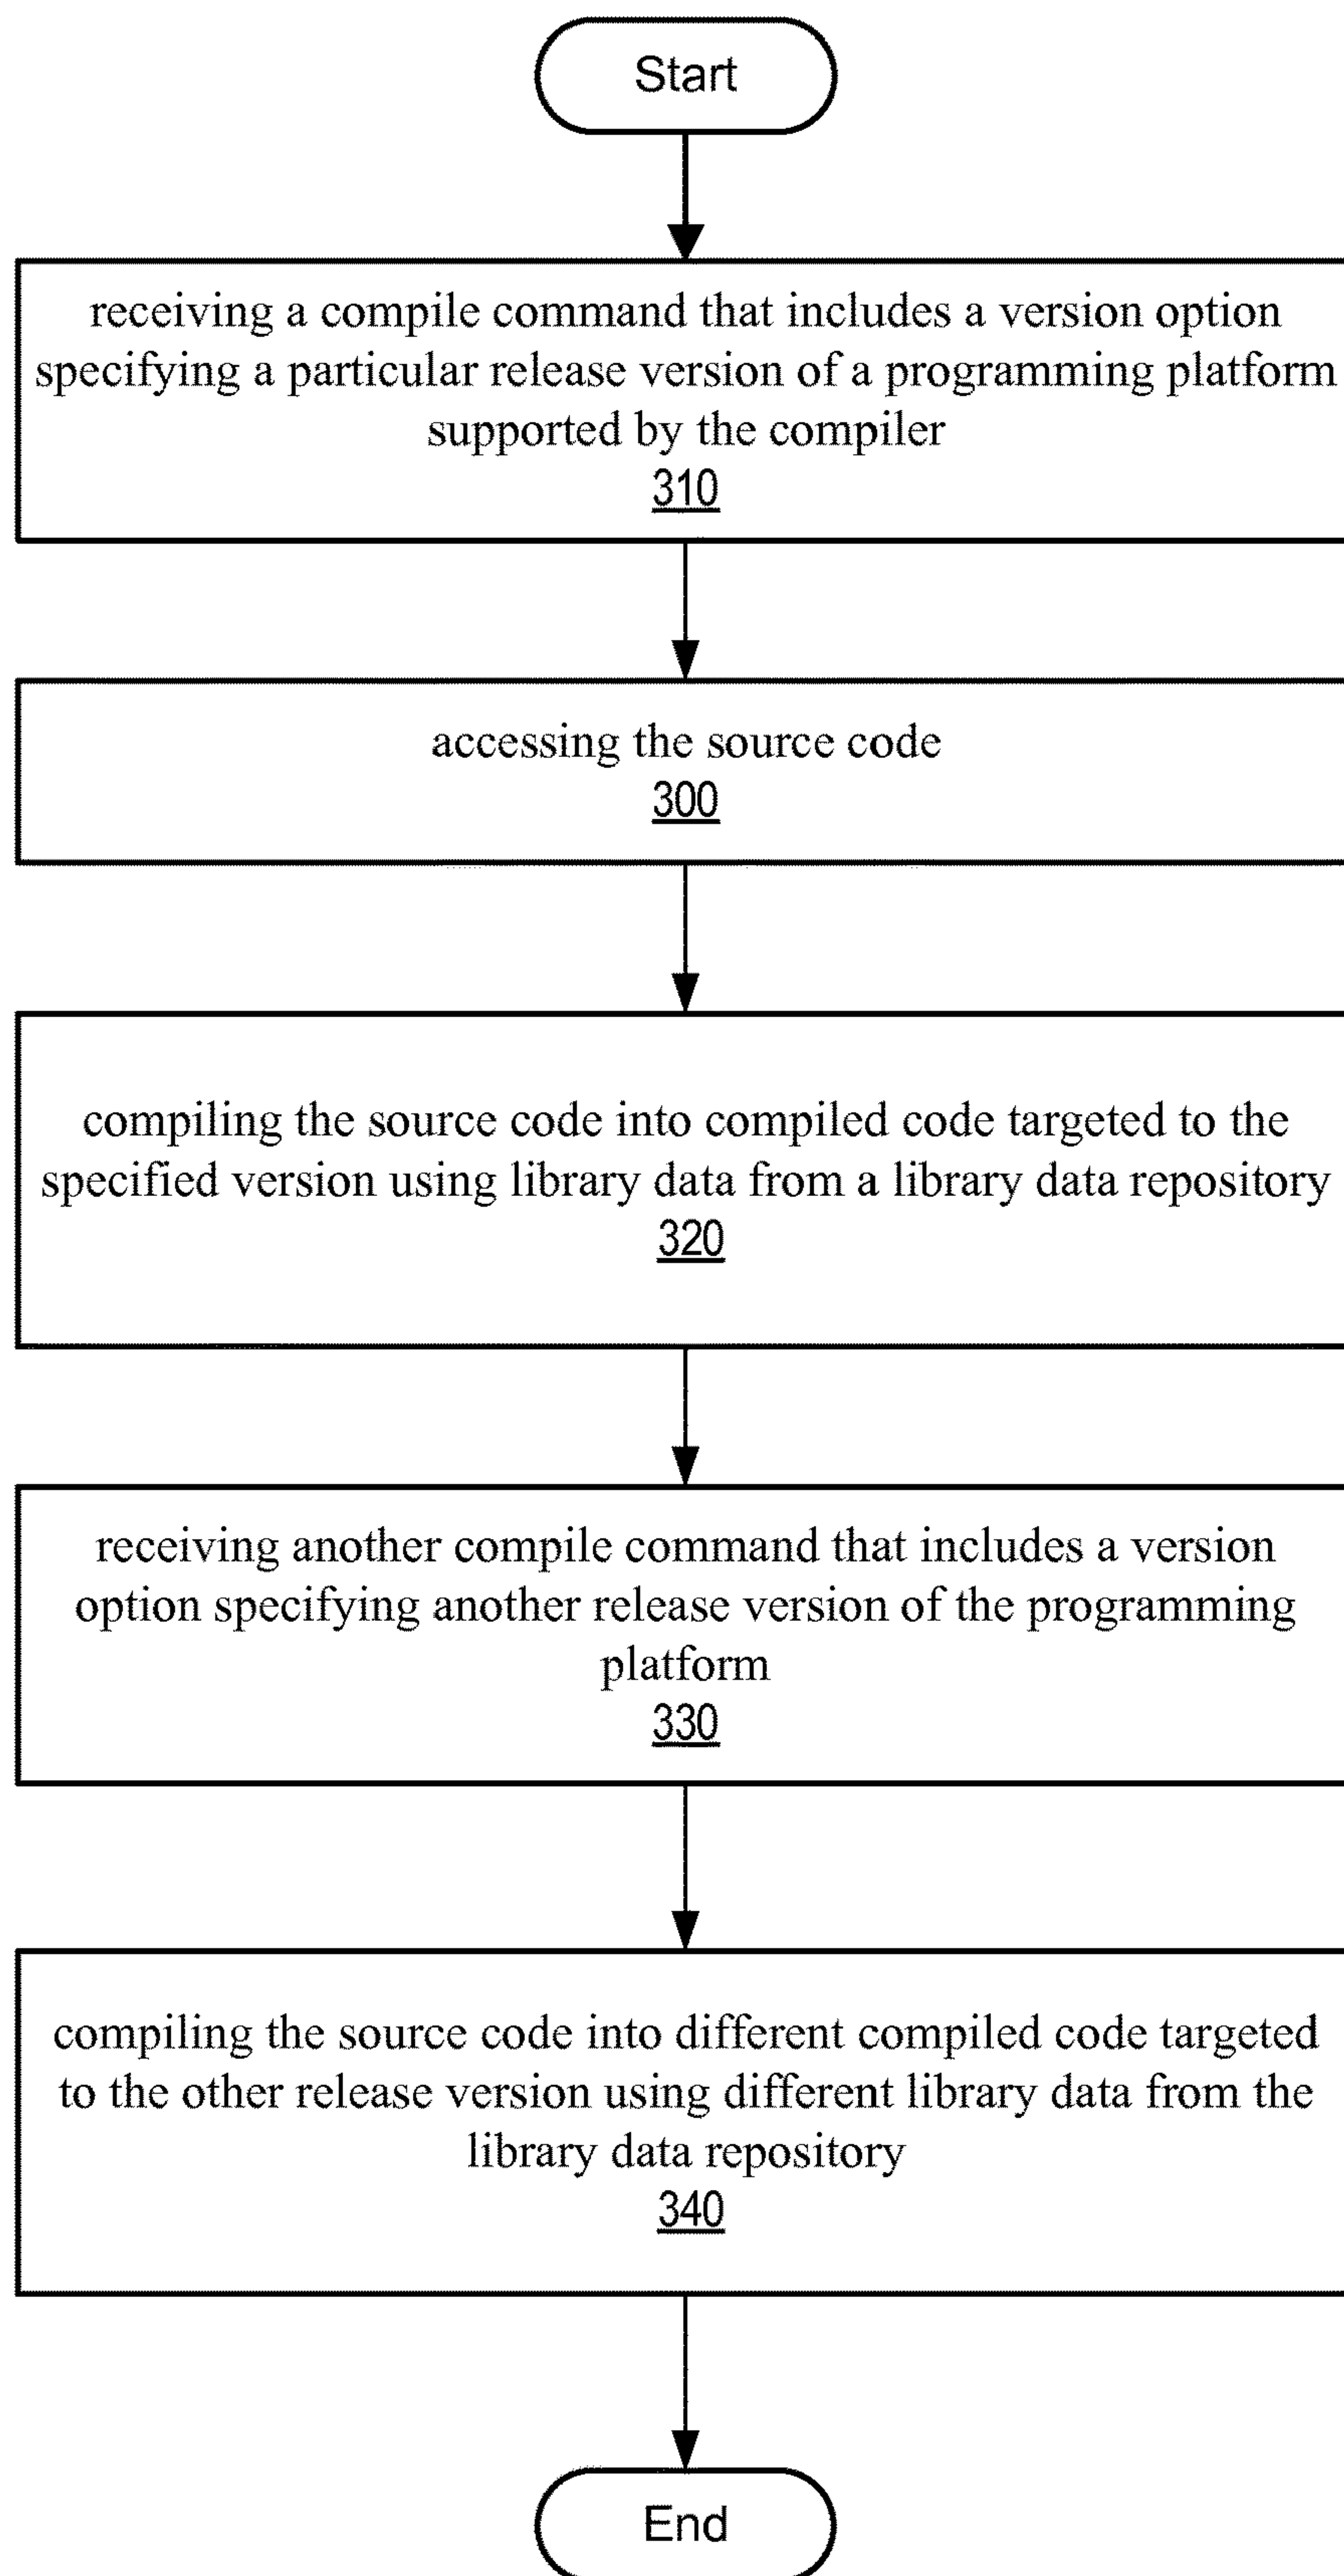 Start
receiving a compile command that includes a version option
specifying a particular release version of a programming platform
supported by the compiler
310
accessing the source code
300
compiling the source code into compiled code targeted to the
specified version using library data from a library data repository
320
receiving another compile command that includes a version
option specifying another release version of the programming
platform
330
compiling the source code into different compiled code targeted
to the other release version using different library data from the
library data repository
340
End